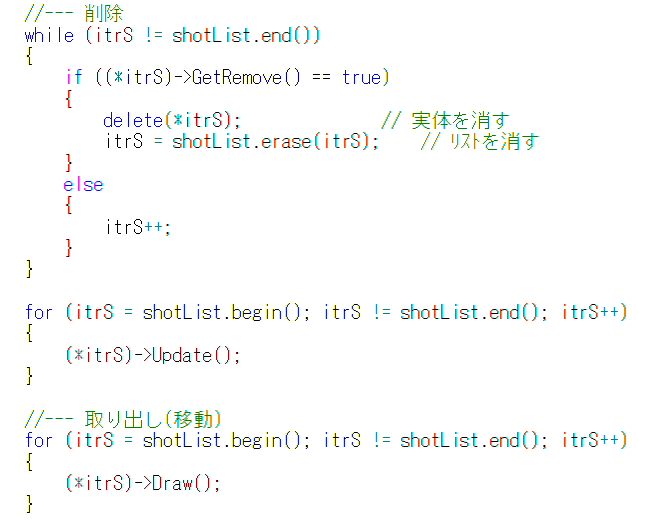 //--- 削除
while (itrS != shotList.end())
{
if ((*itrS)->GetRemove() == true)
{
delete(*itrS); // 実体を消す
itrS = shotList.erase(itrS); // ﾘｽﾄを消す
}
else
{
itrS++;
}
}
for (itrS = shotList.begin(); itrS != shotList.end(); itrS++)
{
(*itrS)->Update();
}
//--- 取り出し(移動)
for (itrS = shotList.begin(); itrS != shotList.end(); itrS++)
{
(*itrS)->Draw();
}